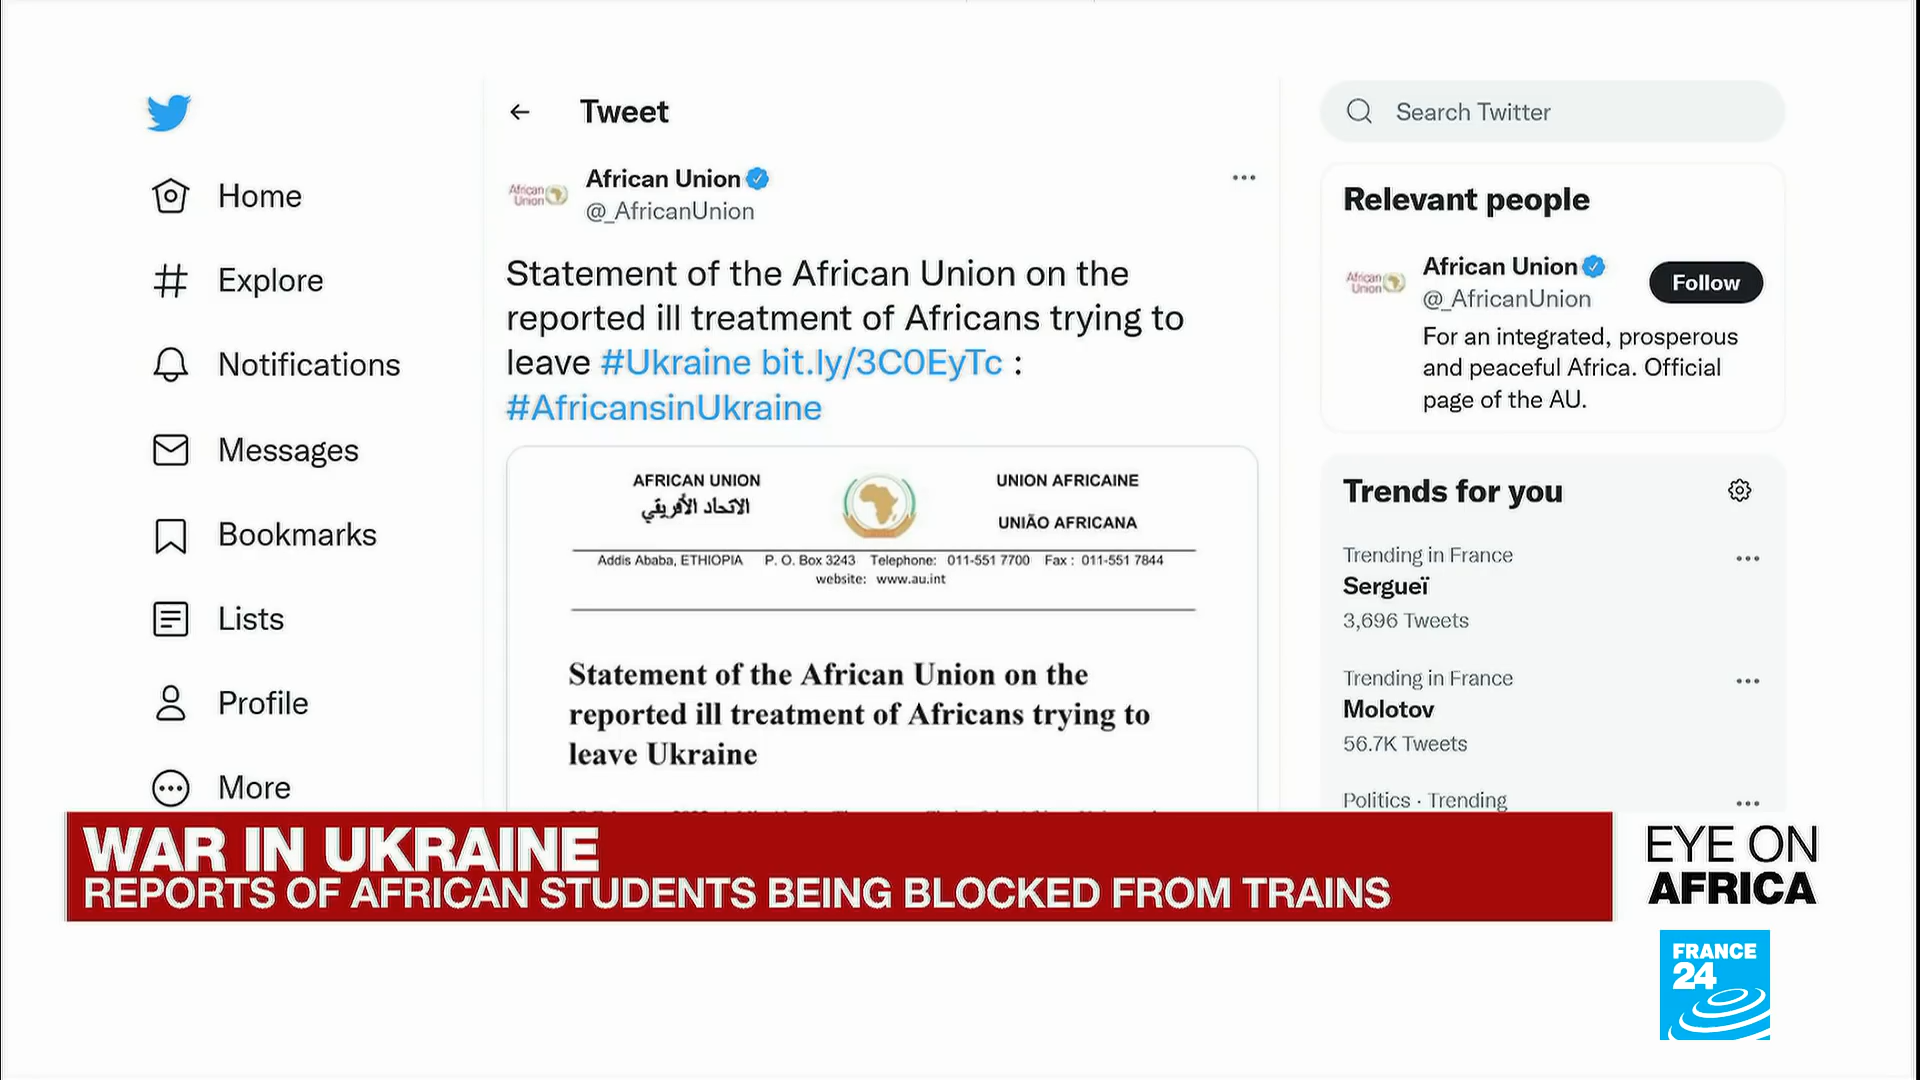 Home
Explore
Notifications
Messages
Bookmarks
Lists
Profile
More
Tweet
African Union
@_AfricanUnion
Statement of the African Union on the
reported ill treatment of Africans trying to
leave #Ukraine bit.ly/3C0EyTc :
#AfricansinUkraine
AFRICAN UNION
الاتحاد الأفريقي
UNION AFRICAINE
UNIÃO AFRICANA
Addis Ababa, ETHIOPIA P. O. Box 3243 Telephone: 011-551 7700 Fax : 011-551 7844
website: www.au.int
Statement of the African Union on the
reported ill treatment of Africans trying to
leave Ukraine
Search Twitter
Relevant people
African Union
@_AfricanUnion
Follow
For an integrated, prosperous
and peaceful Africa. Official
page of the AU.
Trends for you
Trending in France
Sergueï
3,696 Tweets
Trending in France
Molotov
56.7K Tweets
Politics · Trending
WAR IN UKRAINE
REPORTS OF AFRICAN STUDENTS BEING BLOCKED FROM TRAINS
EYE ON
AFRICA
FRANCE
24